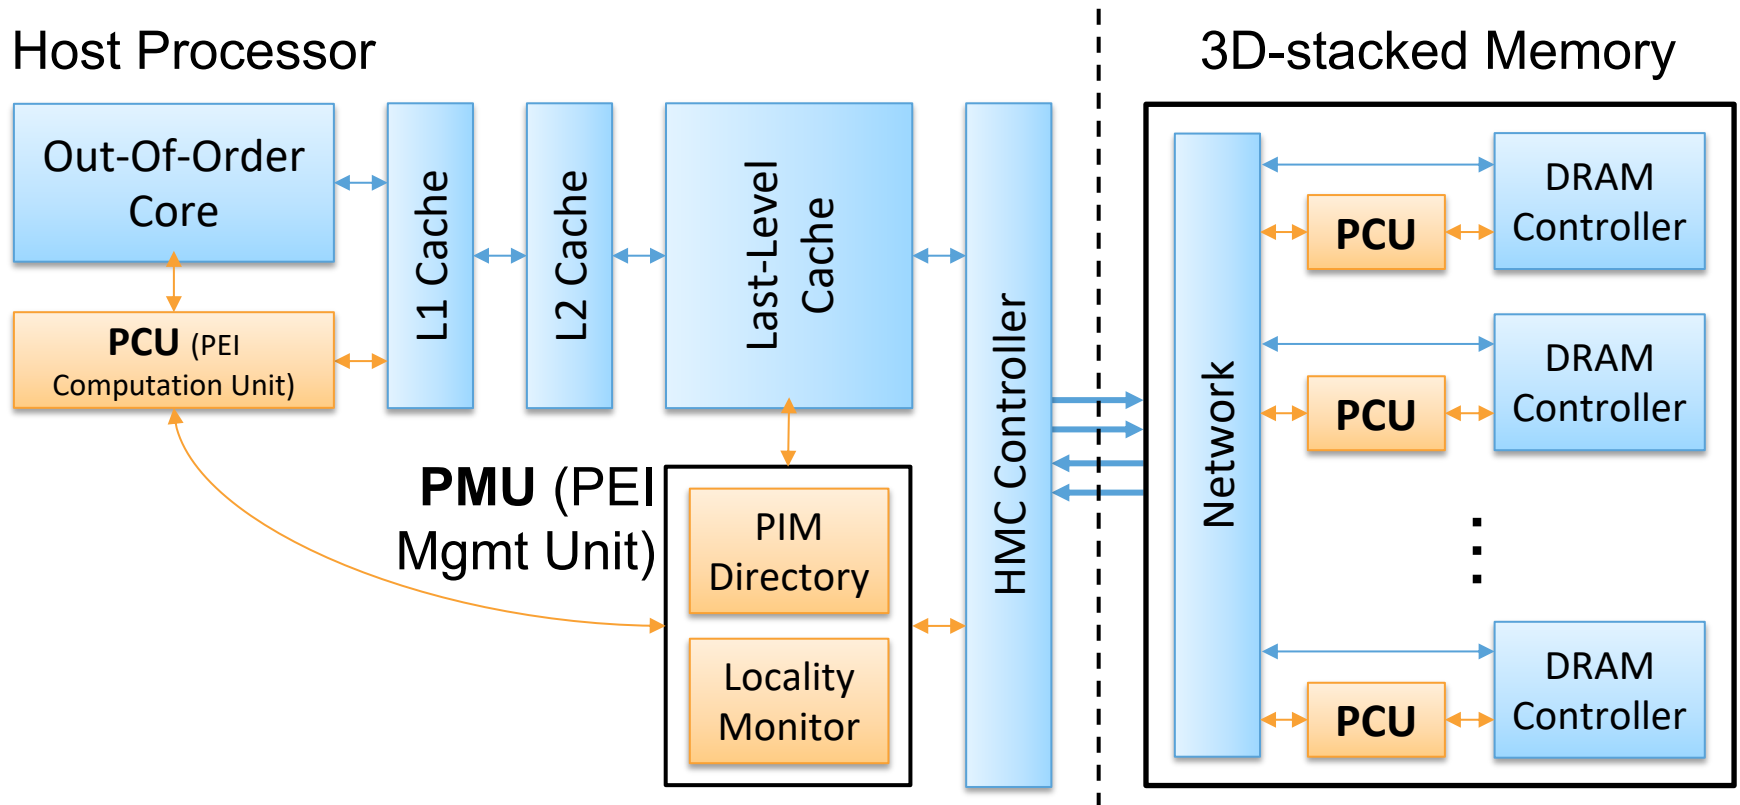 Host Processor
3D-stacked Memory
Out-Of-Order
Core
PCU (PEI
Computation Unit)
L1 Cache
L2 Cache
Last-Level
Cache
PMU (PEI
Mgmt Unit)
PIM
Directory
Locality
Monitor
HMC Controller
Network
DRAM
Controller
PCU
DRAM
Controller
PCU
DRAM
Controller
PCU